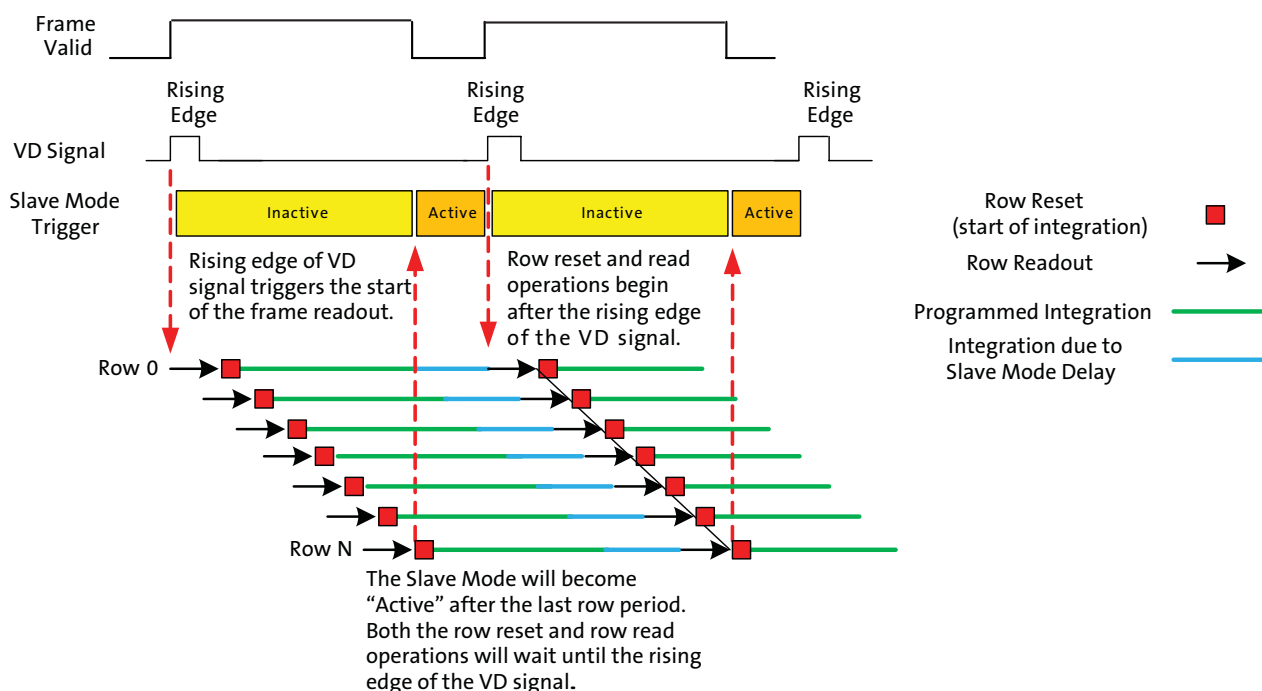 Frame
Valid
Rising
Edge
Rising
Edge
Rising
Edge
VD Signal
Slave Mode
Trigger
Inactive
Active
Inactive
Active
Rising edge of VD
signal triggers the start
of the frame readout.
Row reset and read
operations begin
after the rising edge
of the VD signal.
Row Reset
(start of integration)
Row Readout
Programmed Integration
Integration due to
Slave Mode Delay
Row 0
Row N
The Slave Mode will become
“Active” after the last row period.
Both the row reset and row read
operations will wait until the rising
edge of the VD signal.